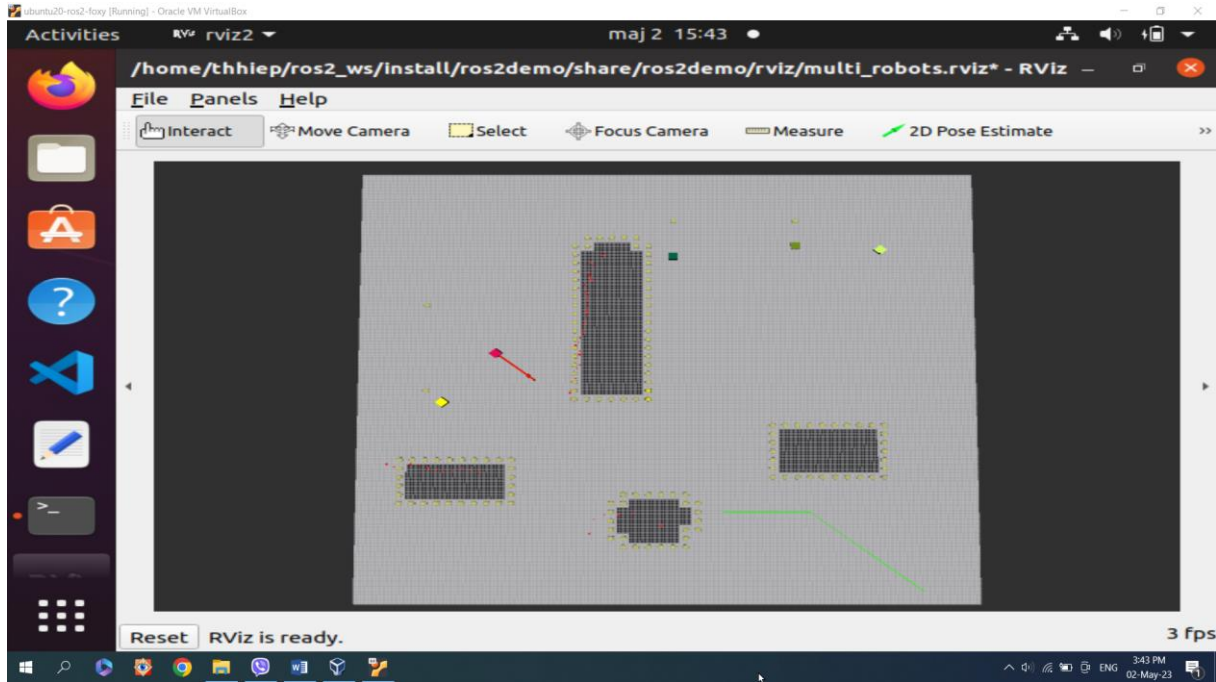 ubuntu20-ros2-foxy [Running] - Oracle VM VirtualBox
Activities RViz rviz2 maj 2 15:43
/home/thhiep/ros2_ws/install/ros2demo/share/ros2demo/rviz/multi_robots.rviz* - RViz
File Panels Help
Interact Move Camera Select Focus Camera Measure 2D Pose Estimate
Reset RViz is ready. 3 fps
ENG 3:43 PM
02-May-23